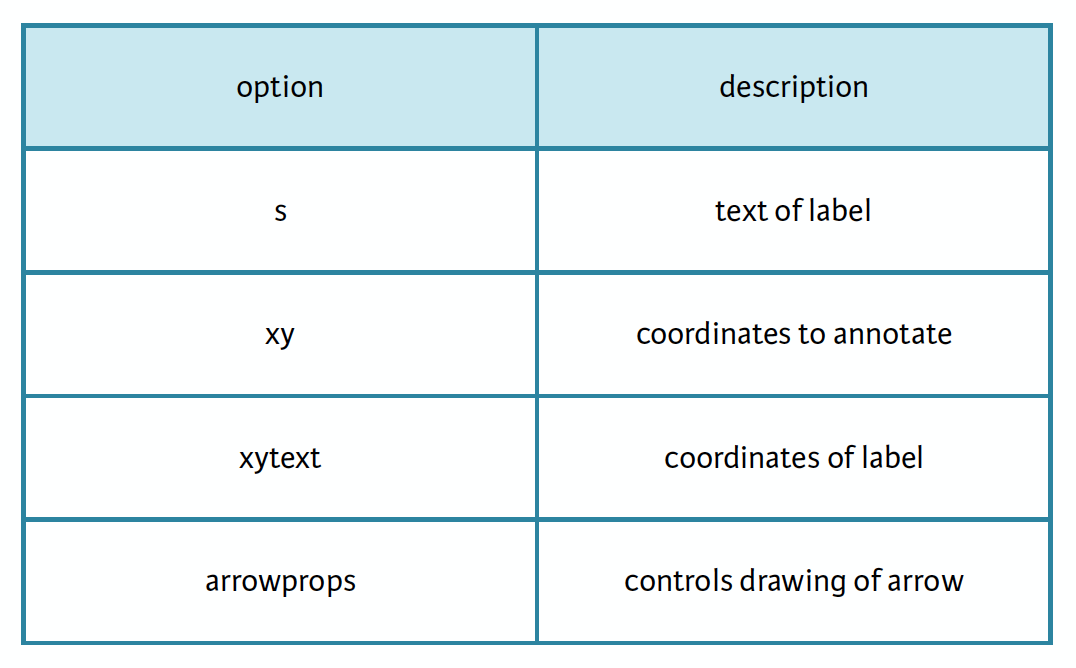 option description
s text of label
xy coordinates to annotate
xytext coordinates of label
arrowprops controls drawing of arrow